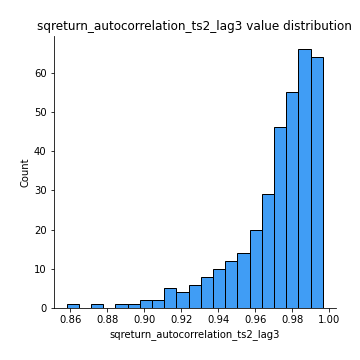 sqreturn_autocorrelation_ts2_lag3 value distribution
60
50
40
30
20
10
0
Count
0.86 0.88 0.90 0.92 0.94 0.96 0.98 1.00
sqreturn_autocorrelation_ts2_lag3